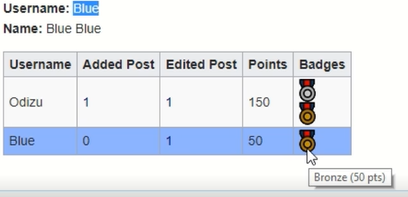 Username: Blue
Name: Blue Blue
Username Added Post Edited Post Points Badges
Odizu 1 1 150
Blue 0 1 50
Bronze (50 pts)